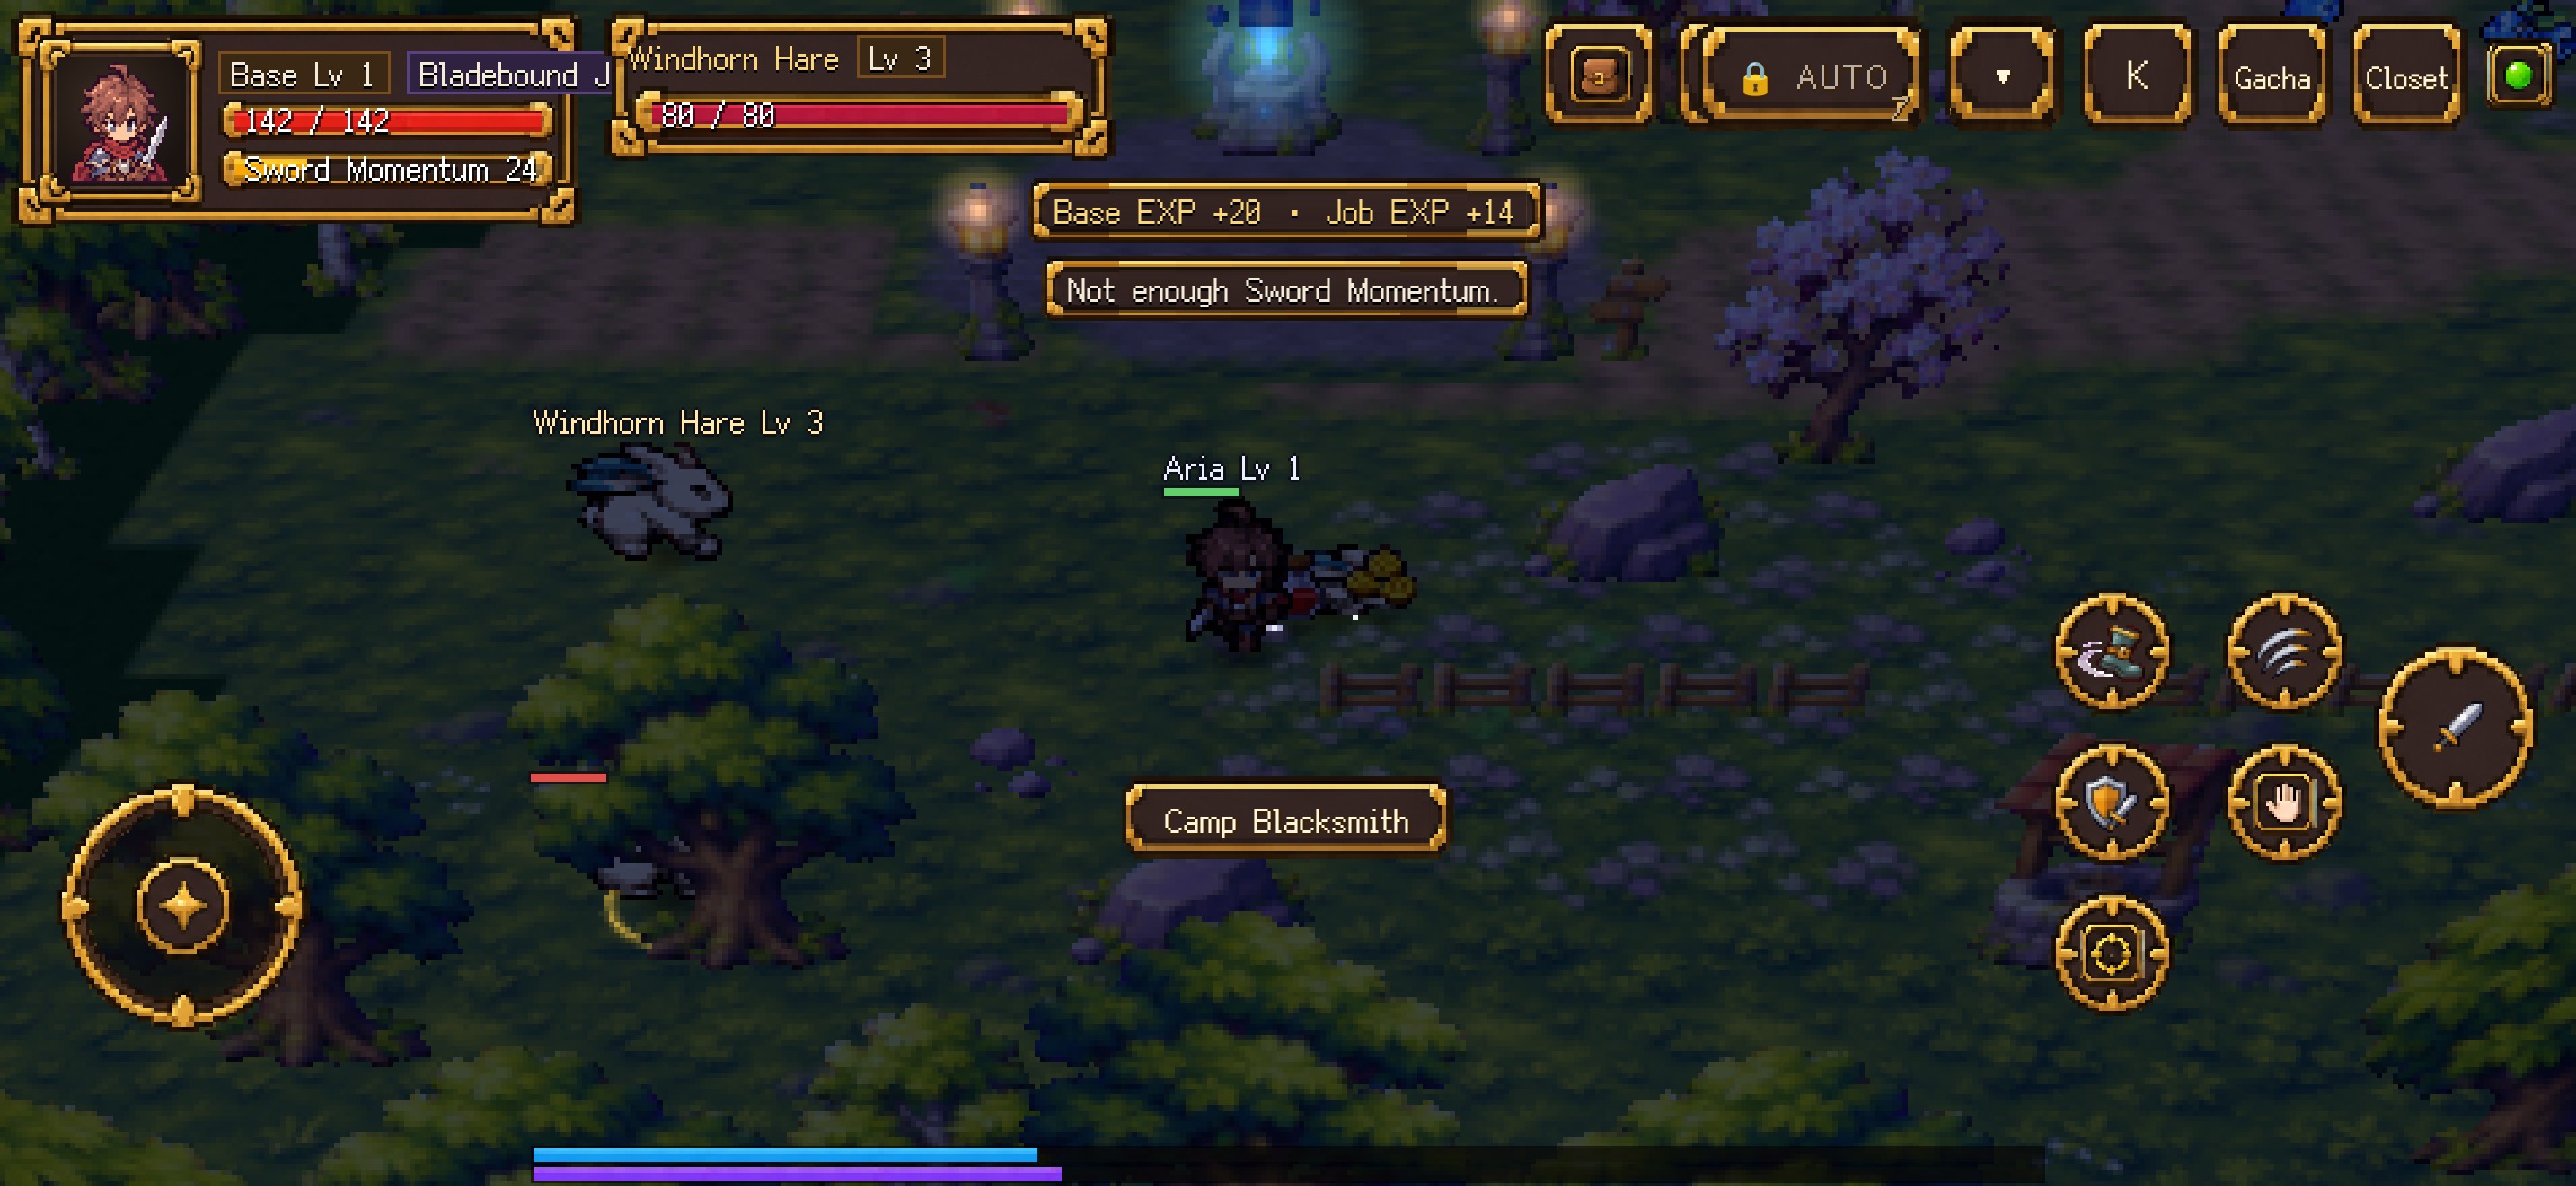 Base Lv 1
Bladebound J
142 / 142
Sword Momentum 24
Windhorn Hare Lv 3
80 / 80
AUTO
▼
K
Gacha
Closet
Base EXP +20 · Job EXP +14
Not enough Sword Momentum.
Windhorn Hare Lv 3
Aria Lv 1
Camp Blacksmith